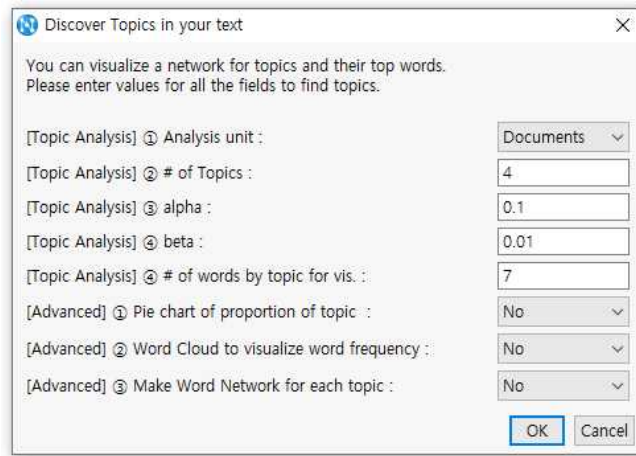 Discover Topics in your text
You can visualize a network for topics and their top words.
Please enter values for all the fields to find topics.
[Topic Analysis] ① Analysis unit : Documents
[Topic Analysis] ② # of Topics : 4
[Topic Analysis] ③ alpha : 0.1
[Topic Analysis] ④ beta : 0.01
[Topic Analysis] ④ # of words by topic for vis. : 7
[Advanced] ① Pie chart of proportion of topic : No
[Advanced] ② Word Cloud to visualize word frequency : No
[Advanced] ③ Make Word Network for each topic : No
OK Cancel